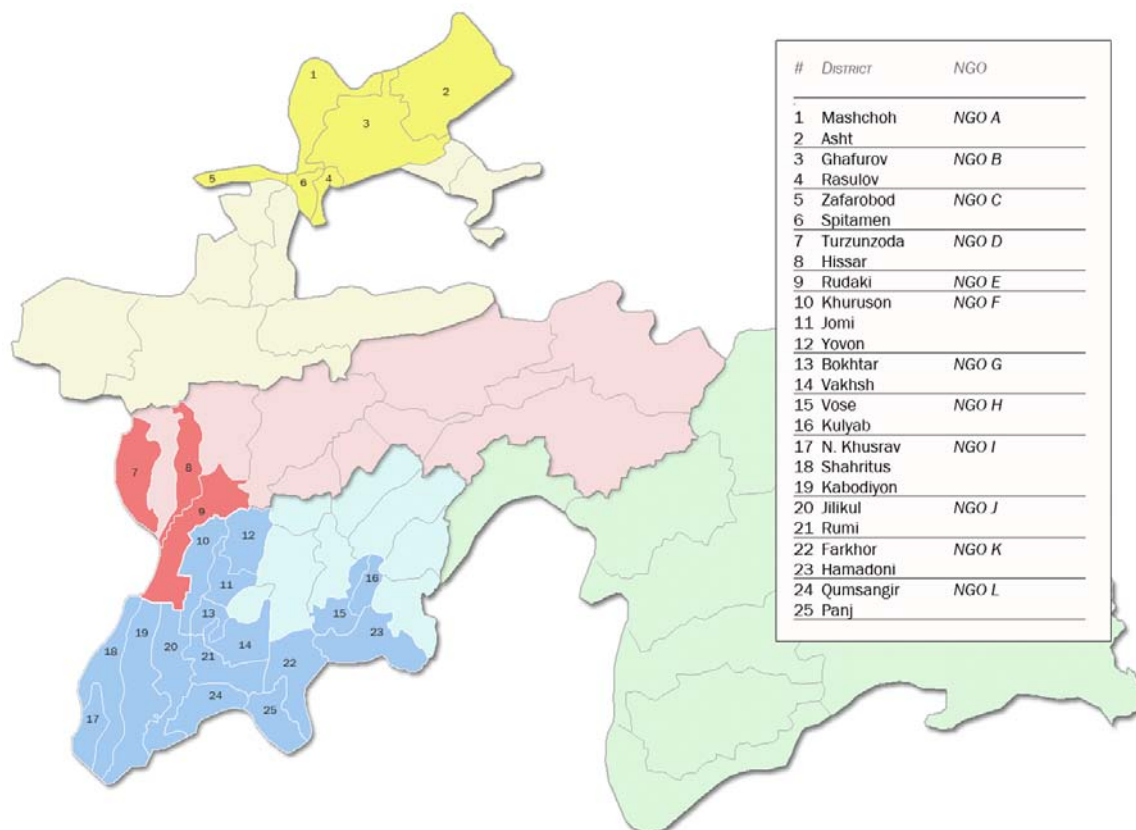 # DISTRICT NGO
1 Mashchoh NGO A
2 Asht
3 Ghafurov NGO B
4 Rasulov
5 Zafarobod NGO C
6 Spitamen
7 Turzunzoda NGO D
8 Hissar
9 Rudaki NGO E
10 Khuruson NGO F
11 Jomi
12 Yovon
13 Bokhtar NGO G
14 Vakhsh
15 Vose NGO H
16 Kulyab
17 N. Khusrav NGO I
18 Shahritus
19 Kabodiyon
20 Jilikul NGO J
21 Rumi
22 Farkhor NGO K
23 Hamadoni
24 Qumsangir NGO L
25 Panj
1
2
3
5
6
4
7
8
9
10
12
11
16
13
15
19
20
14
23
18
21
22
24
25
17